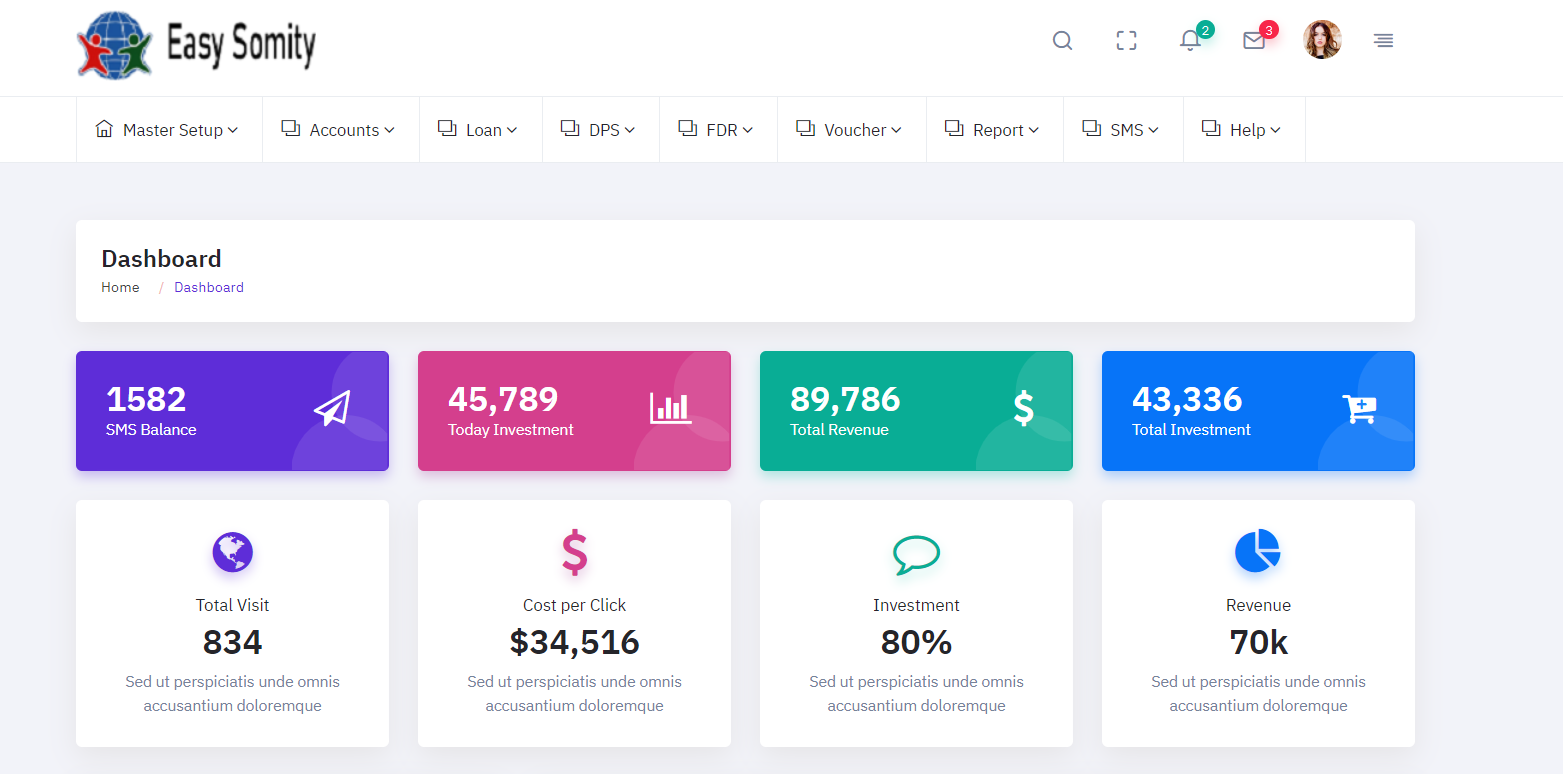 Easy Somity
2
3
Master Setup
Accounts
Loan
DPS
FDR
Voucher
Report
SMS
Help
Dashboard
Home / Dashboard
1582
SMS Balance
45,789
Today Investment
89,786
Total Revenue
43,336
Total Investment
Total Visit
834
Sed ut perspiciatis unde omnis
accusantium doloremque
Cost per Click
$34,516
Sed ut perspiciatis unde omnis
accusantium doloremque
Investment
80%
Sed ut perspiciatis unde omnis
accusantium doloremque
Revenue
70k
Sed ut perspiciatis unde omnis
accusantium doloremque